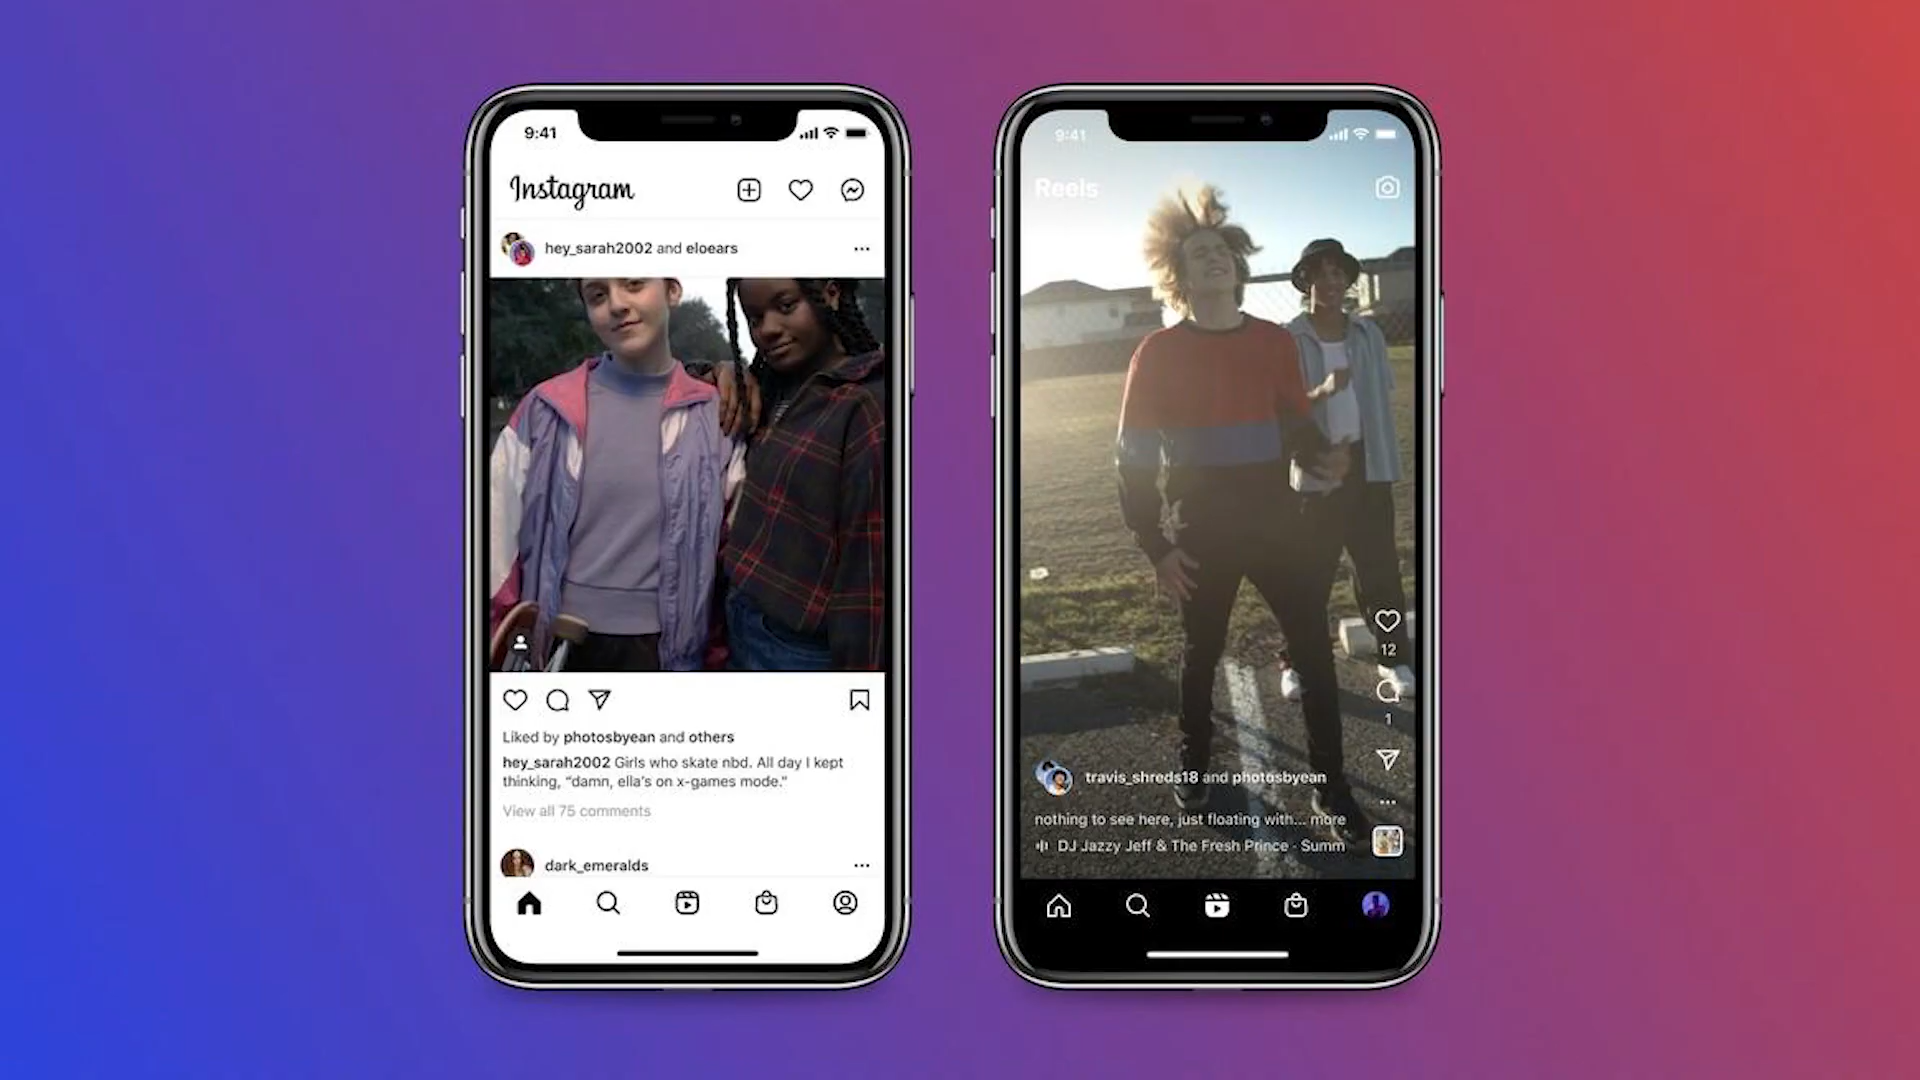 9:41
Instagram
hey_sarah2002 and eloears
Liked by photosbyean and others
hey_sarah2002 Girls who skate nbd. All day I kept
thinking, “damn, ella's on x-games mode.”
View all 75 comments
dark_emeralds
9:41
Reels
12
1
travis_shreds18 and photosbyean
nothing to see here, just floating with... more
DJ Jazzy Jeff & The Fresh Prince · Summ